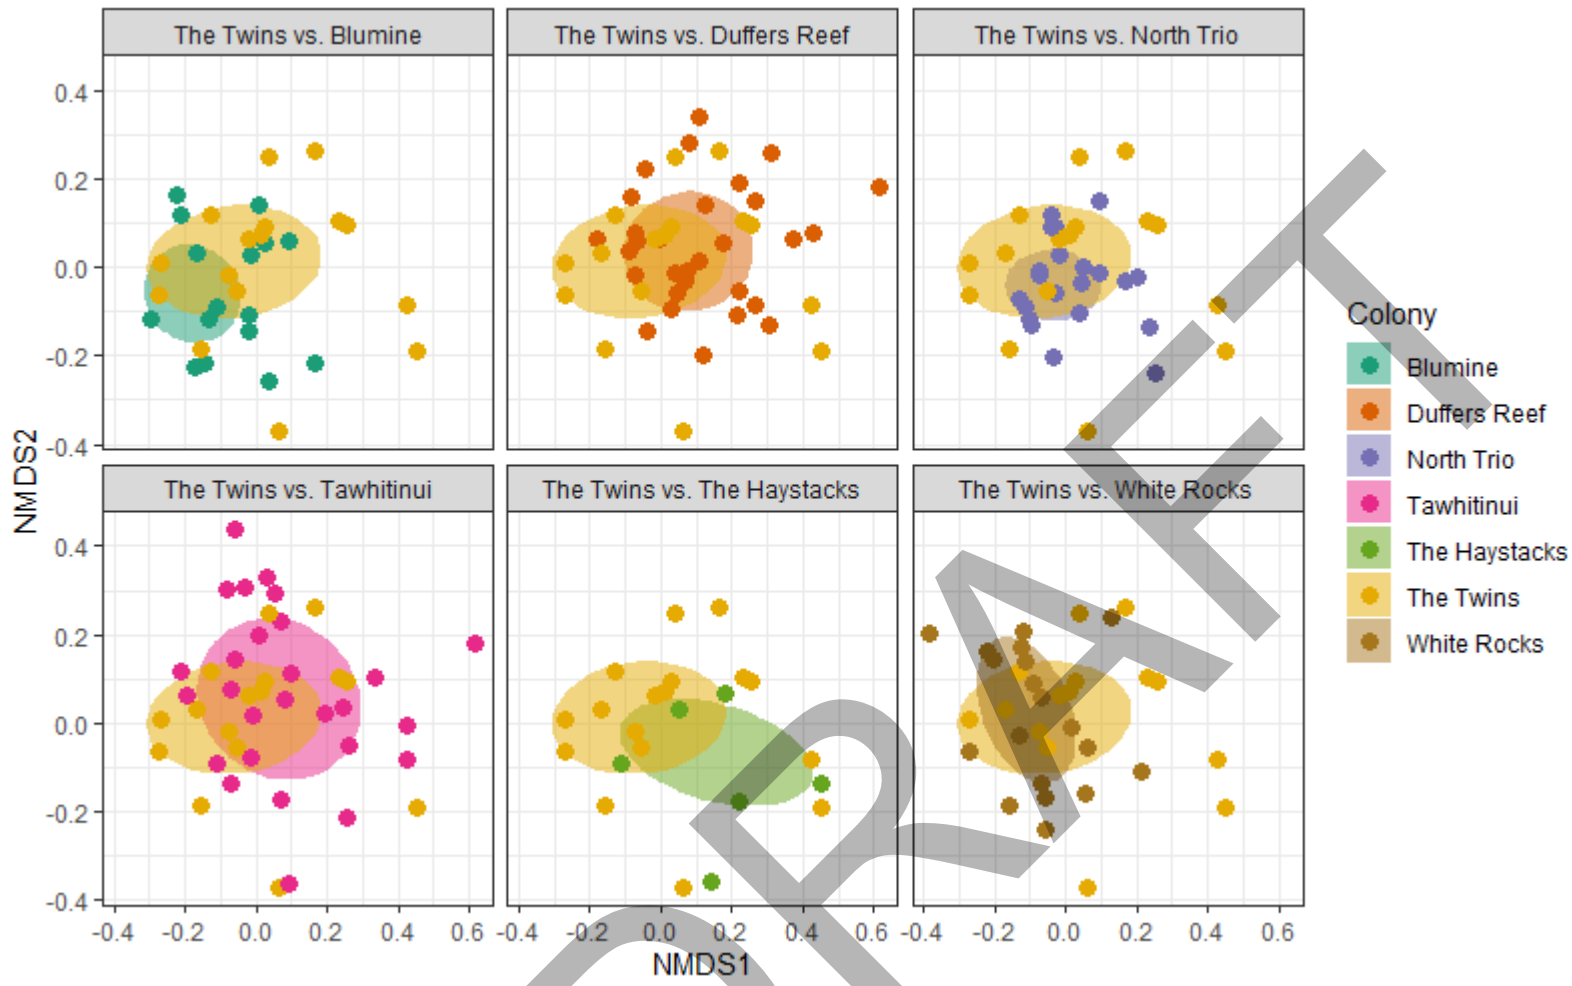 The Twins vs. Blumine
The Twins vs. Duffers Reef
The Twins vs. North Trio
0.4
0.2
0.0
-0.2
-0.4
The Twins vs. Tawhitinui
The Twins vs. The Haystacks
The Twins vs. White Rocks
0.4
0.2
0.0
-0.2
-0.4
-0.4 -0.2 0.0 0.2 0.4 0.6
-0.4 -0.2 0.0 0.2 0.4 0.6
-0.4 -0.2 0.0 0.2 0.4 0.6
NMDS1
NMDS2
Colony
Blumine
Duffers Reef
North Trio
Tawhitinui
The Haystacks
The Twins
White Rocks
DRAFT